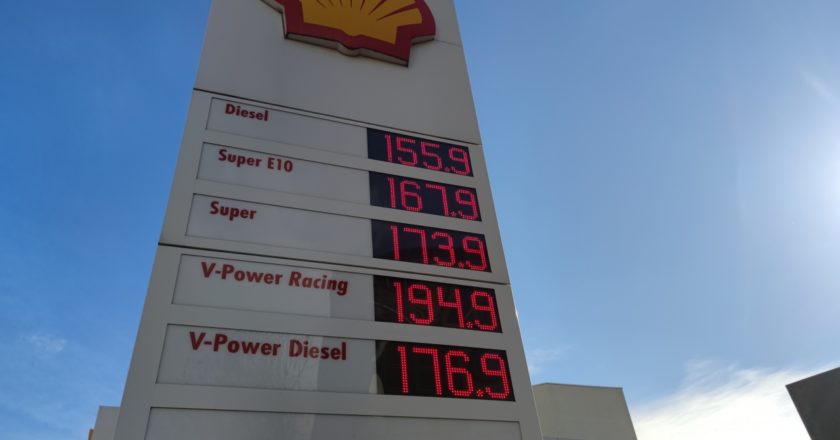 Diesel 155.9
Super E10 167.9
Super 173.9
V-Power Racing 194.9
V-Power Diesel 176.9